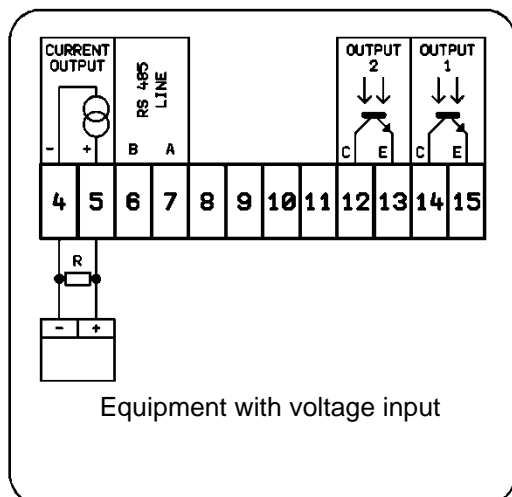 CURRENT
OUTPUT
- +
RS 485
LINE
B A
OUTPUT
2
C E
OUTPUT
1
C E
4 5 6 7 8 9 10 11 12 13 14 15
R
- +
Equipment with voltage input